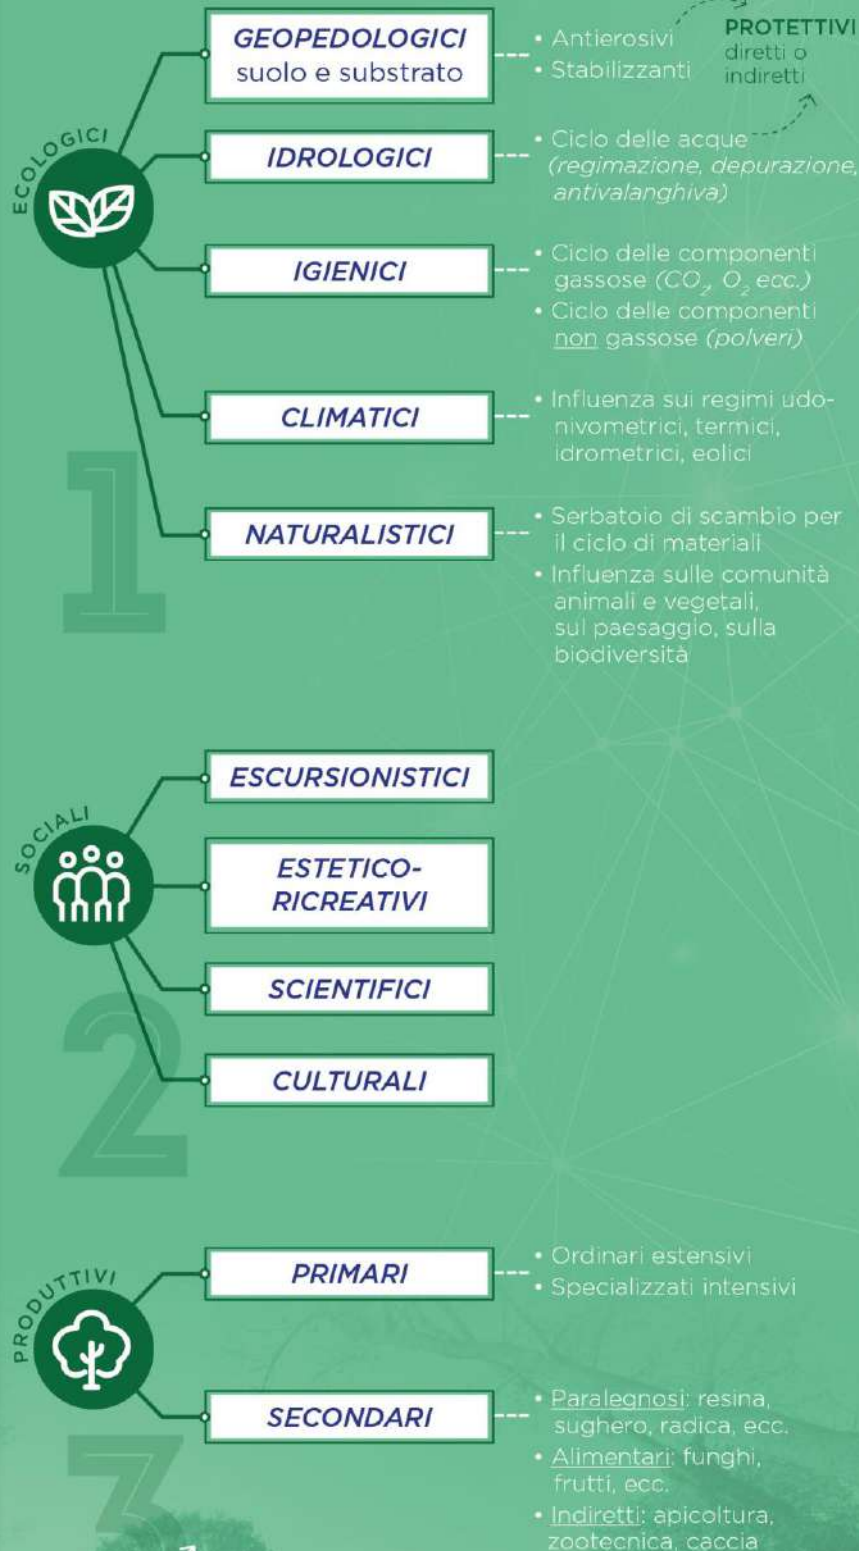 ECOLOGICI
GEOPEDOLOGICI
suolo e substrato
• Antierosivi
• Stabilizzanti
PROTETTIVI
diretti o
indiretti
IDROLOGICI
• Ciclo delle acque
(regimazione, depurazione,
antivalanghiva)
IGIENICI
• Ciclo delle componenti
gassose (CO₂, O₂ ecc.)
• Ciclo delle componenti
non gassose (polveri)
CLIMATICI
• Influenza sui regimi udo-
nivometrici, termici,
idrometrici, eolici
1
NATURALISTICI
• Serbatoio di scambio per
il ciclo di materiali
• Influenza sulle comunità
animali e vegetali,
sul paesaggio, sulla
biodiversità
SOCIALI
ESCURSIONISTICI
ESTETICO-
RICREATIVI
SCIENTIFICI
2
CULTURALI
PRODUTTIVI
PRIMARI
• Ordinari estensivi
• Specializzati intensivi
SECONDARI
• Paralegnosi: resina,
sughero, radica, ecc.
• Alimentari: funghi,
frutti, ecc.
• Indiretti: apicoltura,
zootecnica, caccia
3